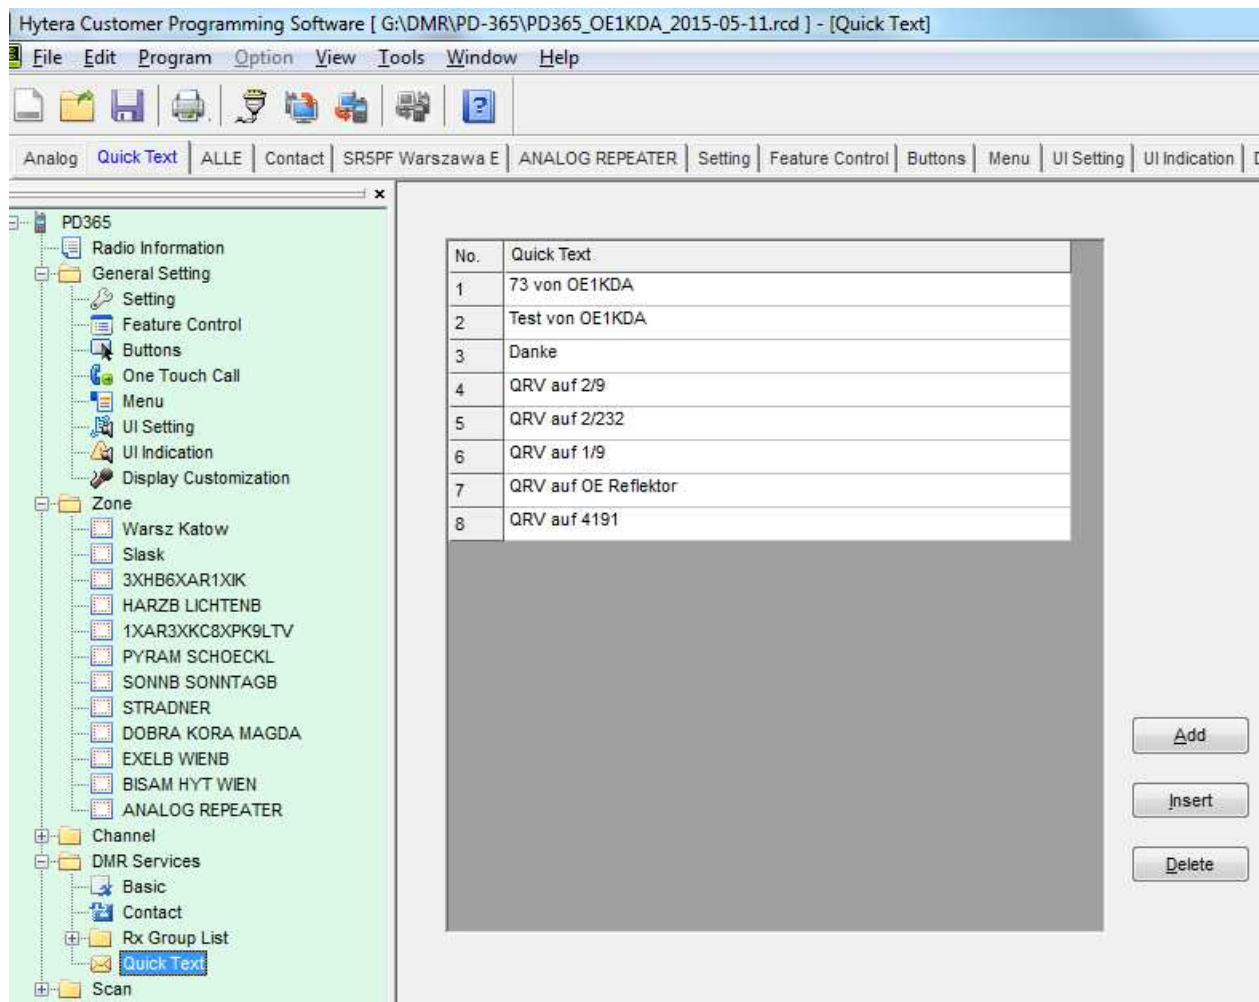 Hytera Customer Programming Software [ G:\DMR\PD-365\PD365_OE1KDA_2015-05-11.rcd ] - [Quick Text]
File Edit Program Option View Tools Window Help
Analog Quick Text ALLE Contact SR5PF Warszawa E ANALOG REPEATER Setting Feature Control Buttons Menu UI Setting UI Indication
PD365
Radio Information
General Setting
Setting
Feature Control
Buttons
One Touch Call
Menu
UI Setting
UI Indication
Display Customization
Zone
Warsz Katow
Slask
3XHB6XAR1XIK
HARZB LICHTENB
1XAR3XKC8XPK9LTV
PYRAM SCHOECKL
SONNB SONNTAGB
STRADNER
DOBRA KORA MAGDA
EXELB WIENB
BISAM HYT WIEN
ANALOG REPEATER
Channel
DMR Services
Basic
Contact
Rx Group List
Quick Text
Scan
No. Quick Text
1 73 von OE1KDA
2 Test von OE1KDA
3 Danke
4 QRV auf 2/9
5 QRV auf 2/232
6 QRV auf 1/9
7 QRV auf OE Reflektor
8 QRV auf 4191
Add
Insert
Delete